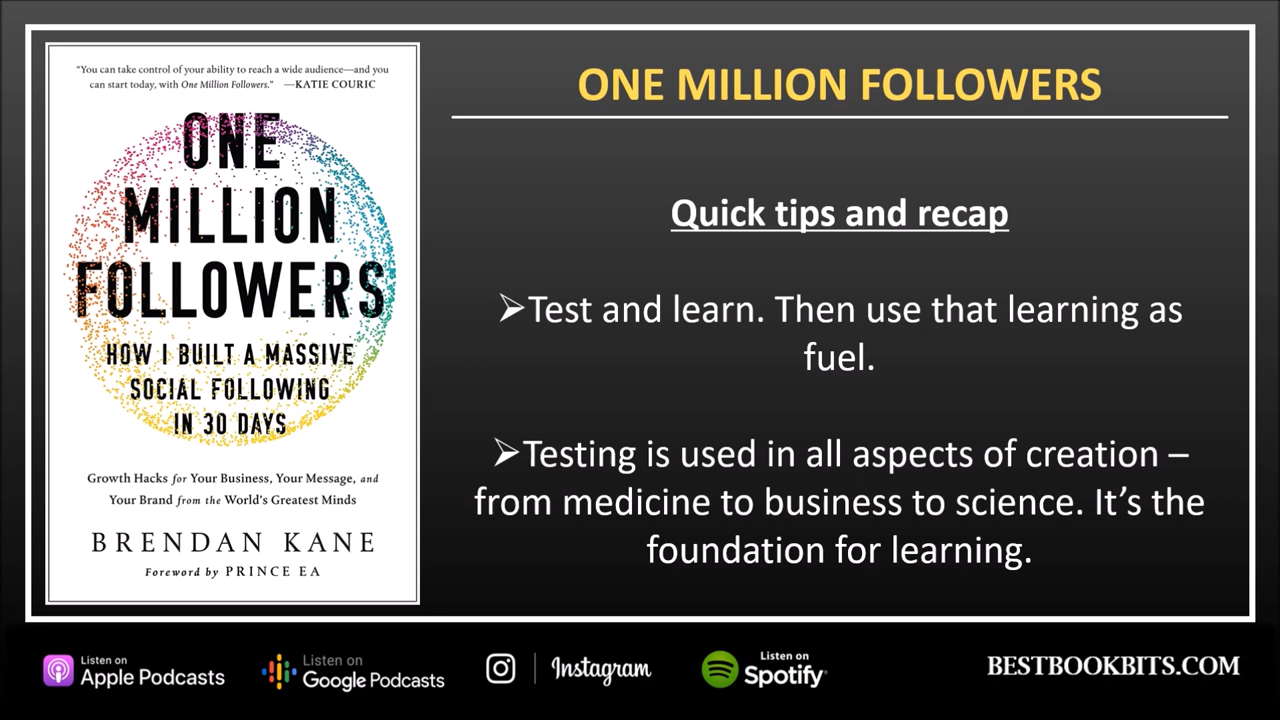 “You can take control of your ability to reach a wide audience—and you
can start today, with One Million Followers.” —KATIE COURIC
ONE
MILLION
FOLLOWERS
HOW I BUILT A MASSIVE
SOCIAL FOLLOWING
IN 30 DAYS
Growth Hacks for Your Business, Your Message, and
Your Brand from the World's Greatest Minds
BRENDAN KANE
Foreword by PRINCE EA
ONE MILLION FOLLOWERS
Quick tips and recap
➢Test and learn. Then use that learning as
fuel.
➢Testing is used in all aspects of creation –
from medicine to business to science. It’s the
foundation for learning.
Listen on
Apple Podcasts
Listen on
Google Podcasts
Instagram
Listen on
Spotify
BESTBOOKBITS.COM